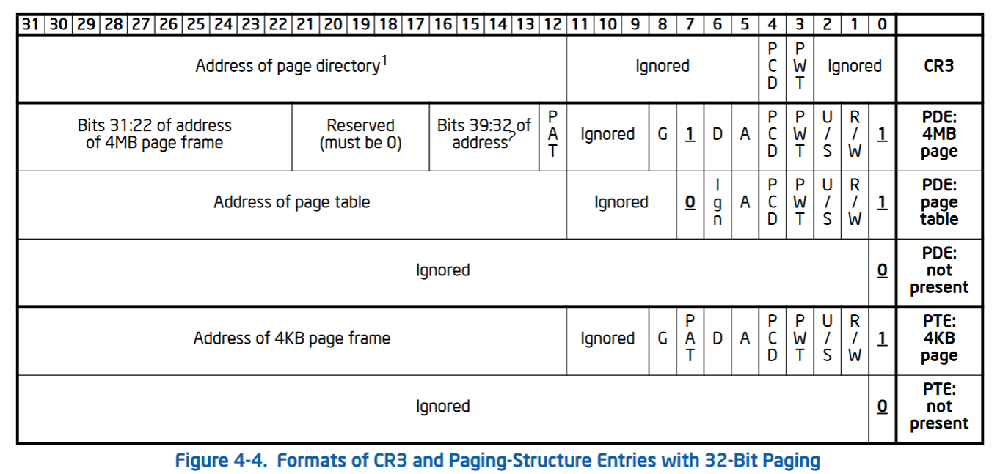 31 30 29 28 27 26 25 24 23 22 21 20 19 18 17 16 15 14 13 12 11 10 9 8 7 6 5 4 3 2 1 0
Address of page directory1 Ignored PCD PWT Ignored CR3
Bits 31:22 of address
of 4MB page frame
Reserved
(must be 0)
Bits 39:32 of
address2
PAT
Ignored
G
1
D
A
PCD
PWT
U/S
R/W
1
PDE:
4MB
page
Address of page table
Ignored
0
Ign
A
PCD
PWT
U/S
R/W
1
PDE:
page
table
Ignored
0
PDE:
not
present
Address of 4KB page frame
Ignored
G
PAT
D
A
PCD
PWT
U/S
R/W
1
PTE:
4KB
page
Ignored
0
PTE:
not
present
Figure 4-4. Formats of CR3 and Paging-Structure Entries with 32-Bit Paging